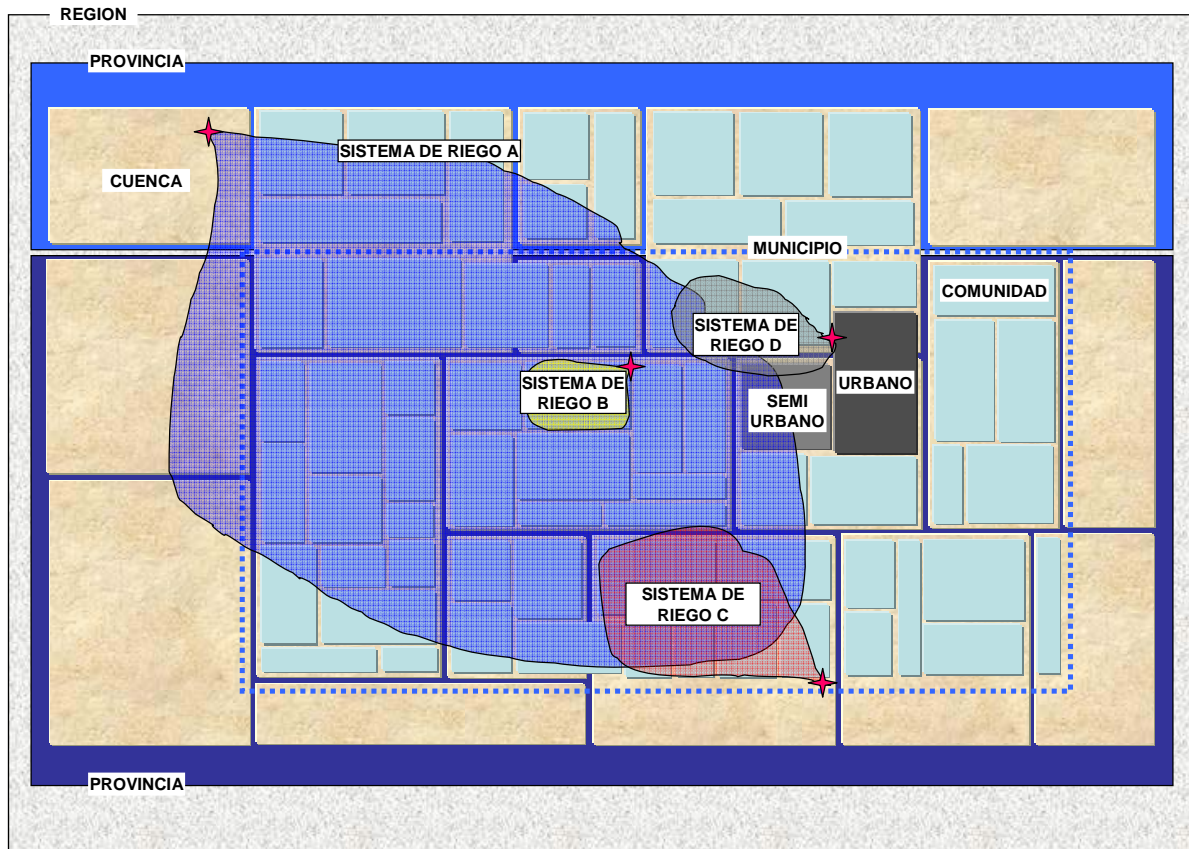 REGION
PROVINCIA
SISTEMA DE RIEGO A
CUENCA
MUNICIPIO
COMUNIDAD
SISTEMA DE
RIEGO D
SISTEMA DE
RIEGO B
URBANO
SEMI
URBANO
SISTEMA DE
RIEGO C
PROVINCIA